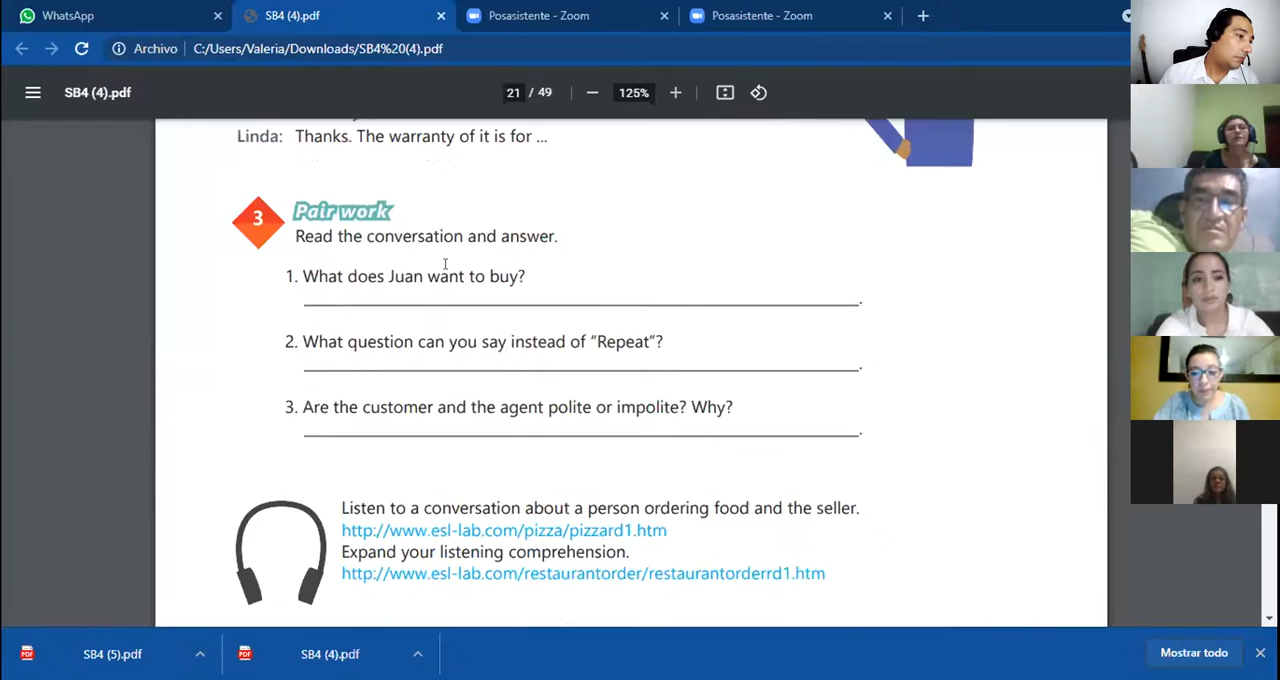 WhatsApp
SB4 (4).pdf
Posasistente - Zoom
Posasistente - Zoom
Archivo C:/Users/Valeria/Downloads/SB4%20(4).pdf
SB4 (4).pdf
21 / 49
125%
Linda: Thanks. The warranty of it is for ...
3
Pair work
Read the conversation and answer.
1. What does Juan want to buy?
2. What question can you say instead of “Repeat”?
3. Are the customer and the agent polite or impolite? Why?
Listen to a conversation about a person ordering food and the seller.
http://www.esl-lab.com/pizza/pizzard1.htm
Expand your listening comprehension.
http://www.esl-lab.com/restaurantorder/restaurantorderrd1.htm
PDF SB4 (5).pdf
PDF SB4 (4).pdf
Mostrar todo